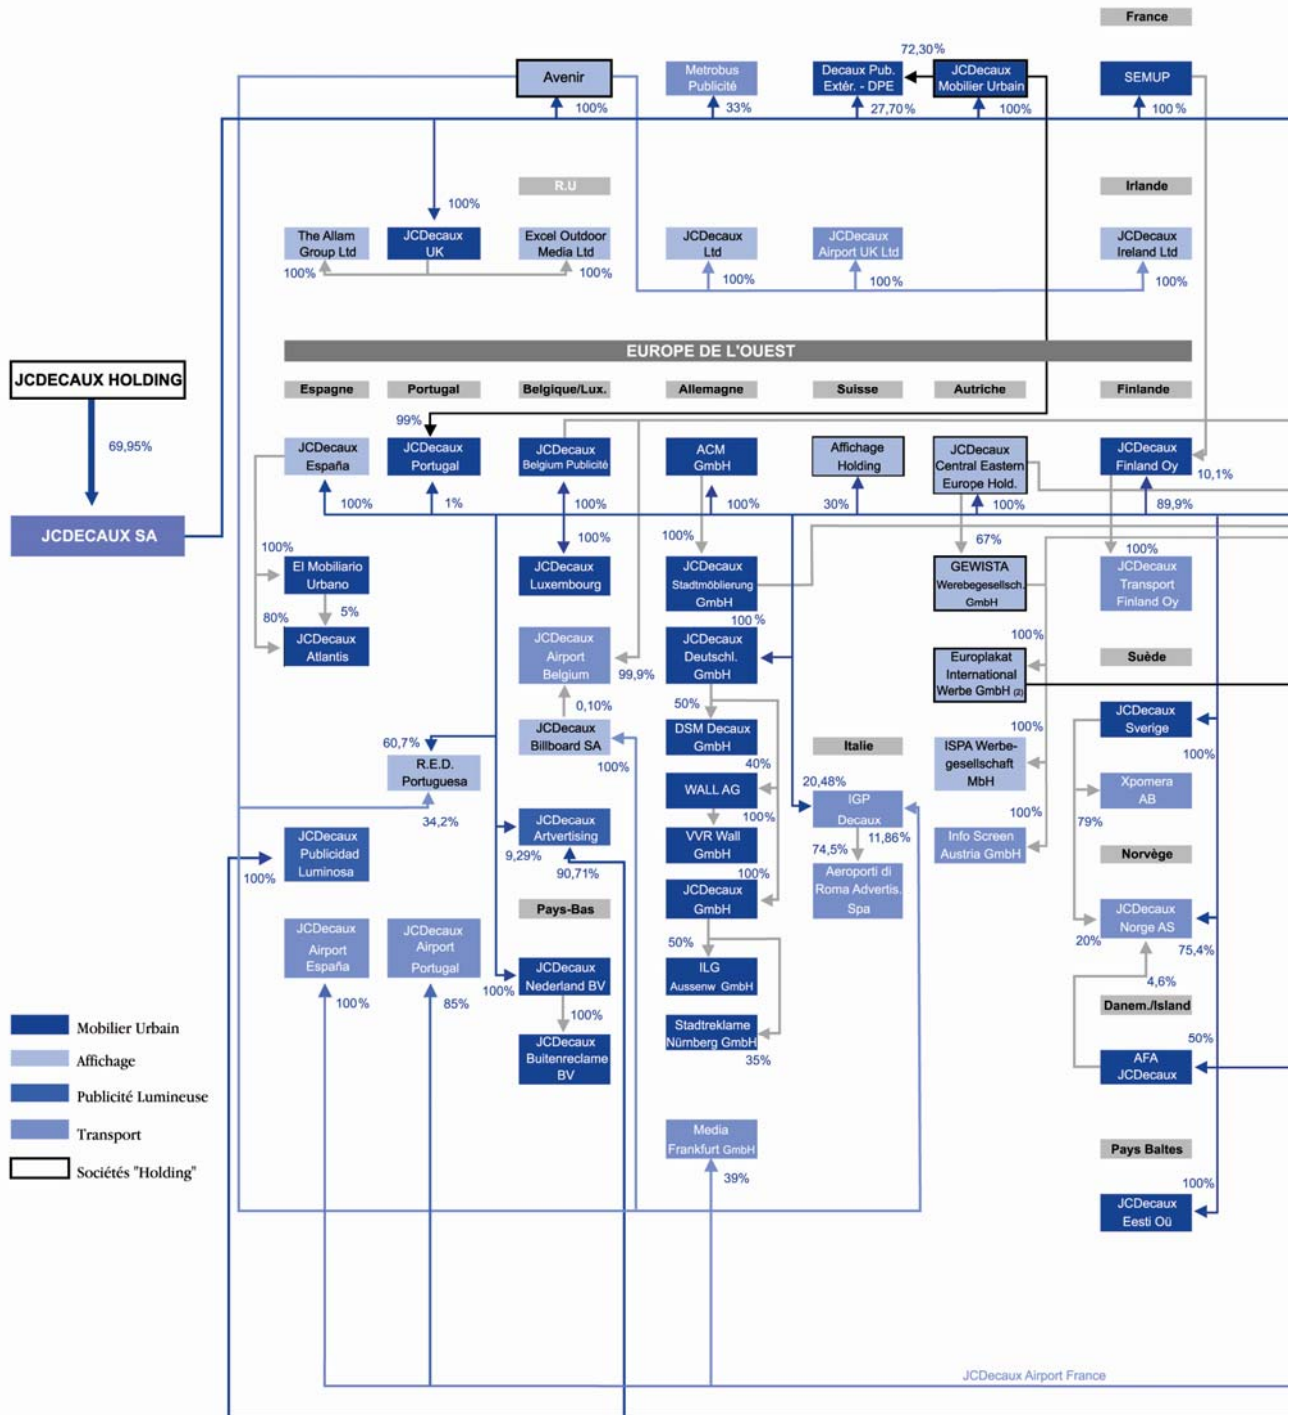 France
72,30%
Avenir
Metrobus
Publicité
Decaux Pub.
Extér. - DPE
JCDecaux
Mobilier Urbain
SEMUP
100%
33%
27,70%
100%
100%
R.U
Irlande
100%
The Allam
Group Ltd
JCDecaux
UK
Excel Outdoor
Media Ltd
JCDecaux
Ltd
JCDecaux
Airport UK Ltd
JCDecaux
Ireland Ltd
100%
100%
100%
100%
100%
EUROPE DE L'OUEST
JCDECAUX HOLDING
69,95%
JCDECAUX SA
Espagne
Portugal
Belgique/Lux.
Allemagne
Suisse
Autriche
Finlande
99%
JCDecaux
España
JCDecaux
Portugal
JCDecaux
Belgium Publicité
ACM
GmbH
Affichage
Holding
JCDecaux
Central Eastern
Europe Hold.
JCDecaux
Finland Oy
10,1%
100%
1%
100%
100%
30%
100%
89,9%
100%
100%
100%
67%
100%
El Mobiliario
Urbano
JCDecaux
Luxembourg
JCDecaux
Stadtmöblierung
GmbH
GEWISTA
Werebegesellsch.
GmbH
JCDecaux
Transport
Finland Oy
80%
5%
100%
100%
JCDecaux
Atlantis
JCDecaux
Airport
Belgium
99,9%
JCDecaux
Deutschl.
GmbH
Europlakat
International
Werbe GmbH (2)
Suède
0,10%
50%
JCDecaux
Billboard SA
100%
DSM Decaux
GmbH
40%
Italie
100%
ISPA Werbe-
gesellschaft
MbH
JCDecaux
Sverige
100%
60,7%
R.E.D.
Portuguesa
34,2%
WALL AG
100%
20,48%
IGP
Decaux
11,86%
74,5%
100%
Xpomera
AB
79%
JCDecaux
Publicidad
Luminosa
100%
JCDecaux
Artvertising
9,29%
90,71%
VVR Wall
GmbH
100%
Aeroporti di
Roma Advertis.
Spa
Info Screen
Austria GmbH
Norvège
JCDecaux
GmbH
50%
Pays-Bas
JCDecaux
Norge AS
20%
75,4%
4,6%
JCDecaux
Airport
España
100%
JCDecaux
Airport
Portugal
85%
100%
JCDecaux
Nederland BV
100%
ILG
Aussenw GmbH
Danem./Island
50%
JCDecaux
Buitenreclame
BV
Stadtreklame
Nürnberg GmbH
35%
AFA
JCDecaux
Mobilier Urbain
Affichage
Publicité Lumineuse
Transport
Sociétés "Holding"
Media
Frankfurt GmbH
39%
Pays Baltes
100%
JCDecaux
Eesti Oü
JCDecaux Airport France